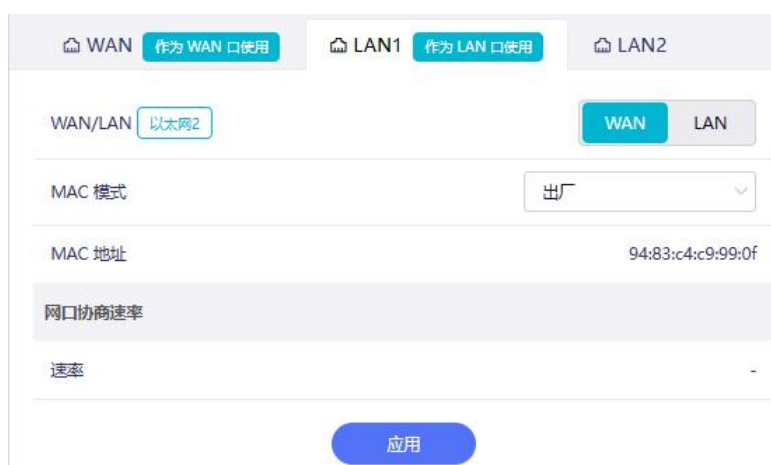 WAN 作为 WAN 口使用 LAN1 作为 LAN 口使用 LAN2
WAN/LAN 以太网2 WAN LAN
MAC 模式 出厂
MAC 地址 94:83:c4:c9:99:0f
网口协商速率
速率 -
应用